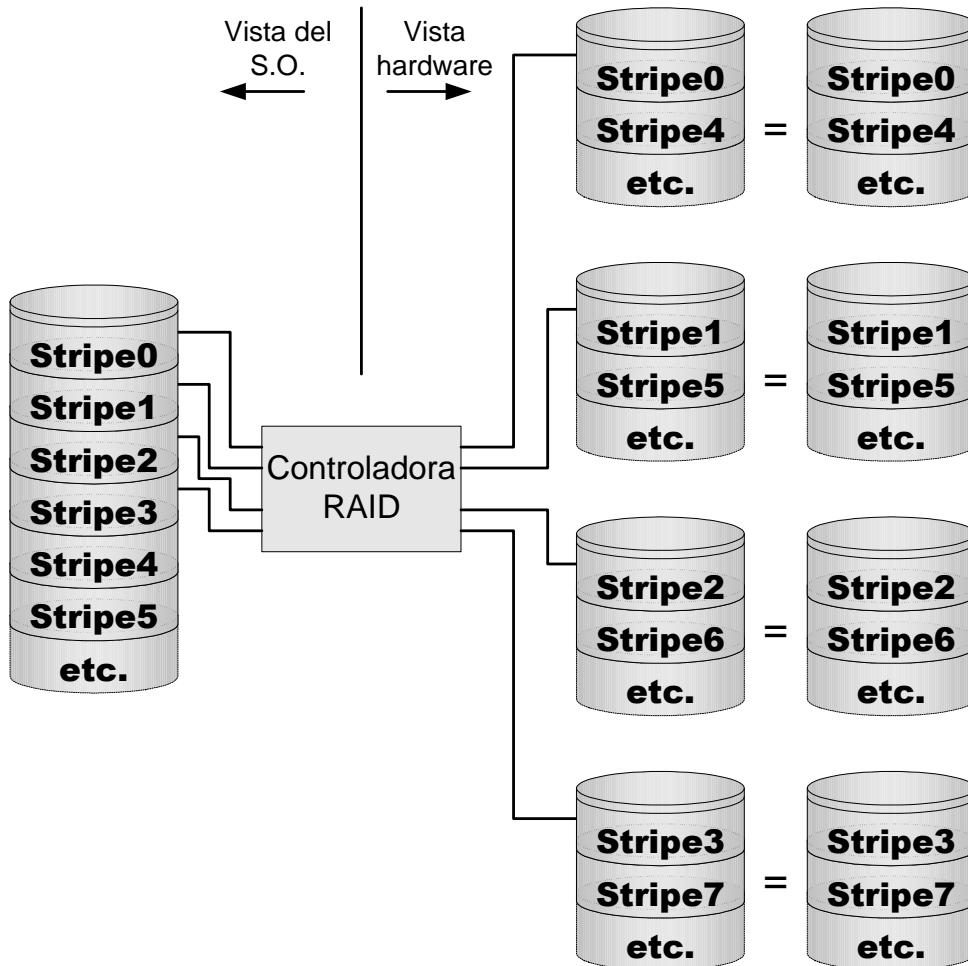 Vista del
S.O.
Vista
hardware
Stripe0
Stripe4
etc.
=
Stripe0
Stripe4
etc.
Stripe1
Stripe5
etc.
=
Stripe1
Stripe5
etc.
Stripe0
Stripe1
Stripe2
Stripe3
Stripe4
Stripe5
etc.
Controladora
RAID
Stripe2
Stripe6
etc.
=
Stripe2
Stripe6
etc.
Stripe3
Stripe7
etc.
=
Stripe3
Stripe7
etc.